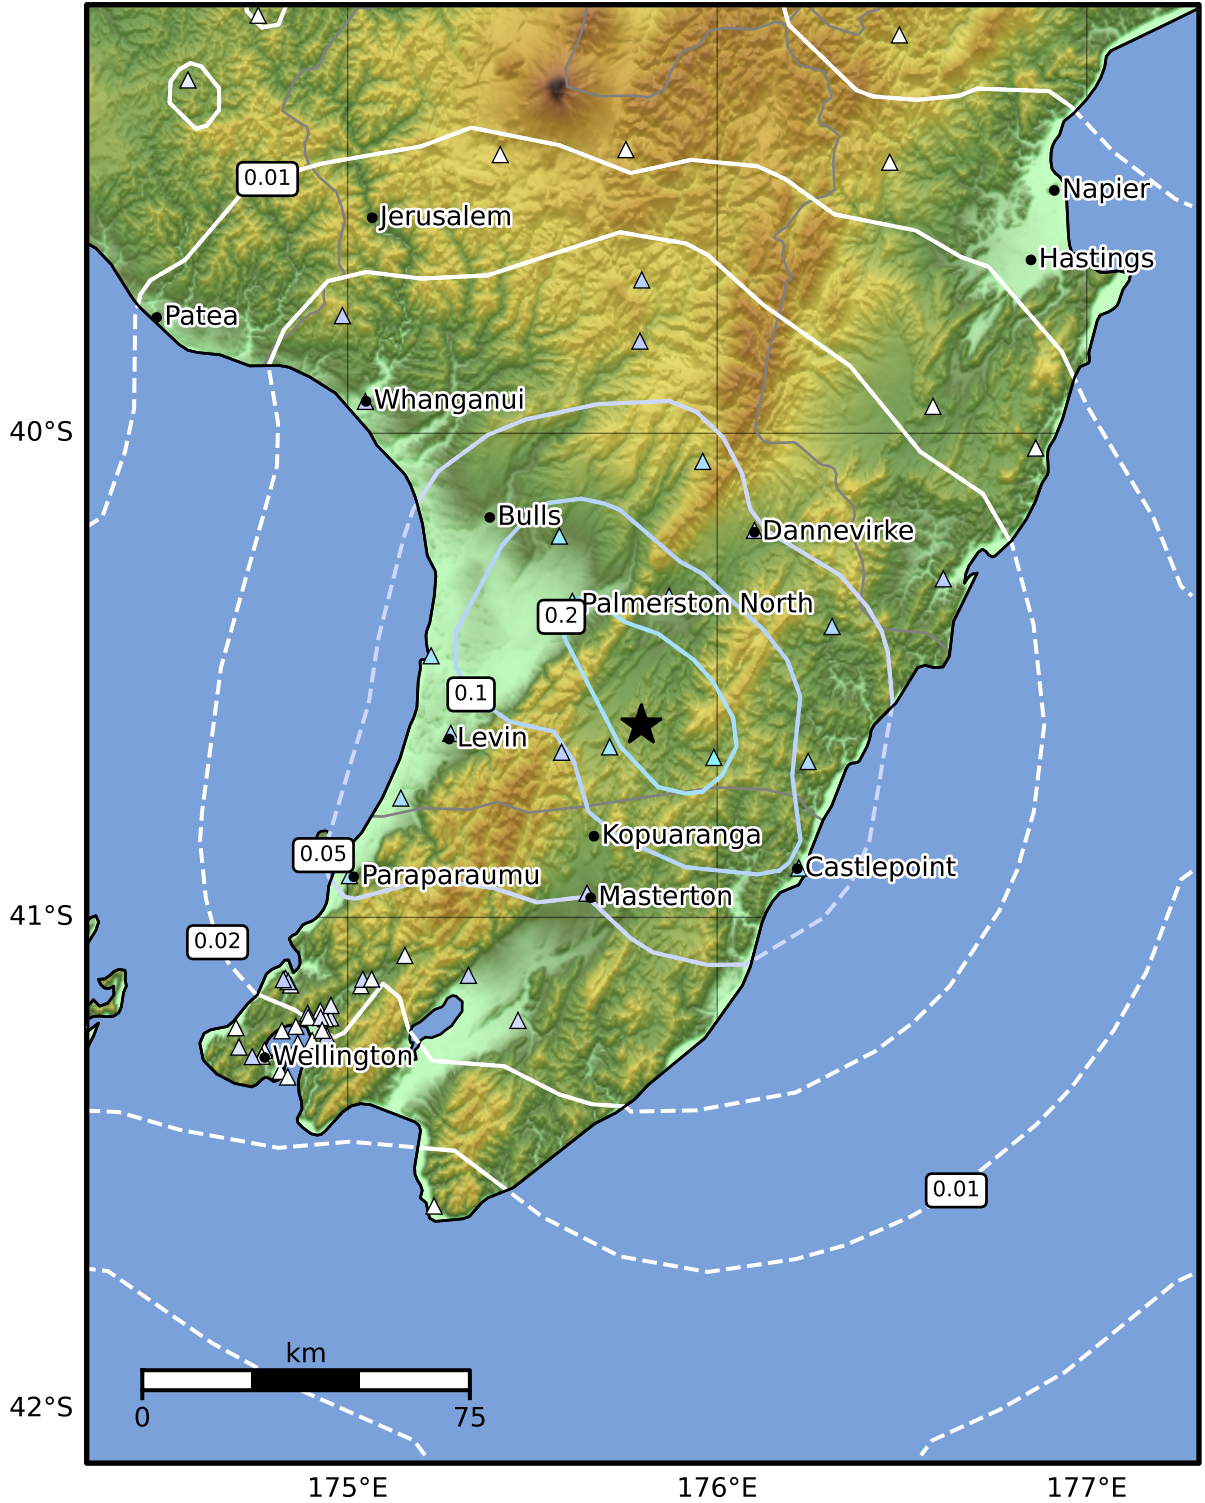 0.01
Napier
Jerusalem
Hastings
Patea
Whanganui
40°S
Bulls
Dannevirke
Palmerston North
0.2
0.1
Levin
Kopuaranga
0.05
Castlepoint
Paraparaumu
Masterton
41°S
0.02
Wellington
0.01
km
0
75
42°S
175°E
176°E
177°E